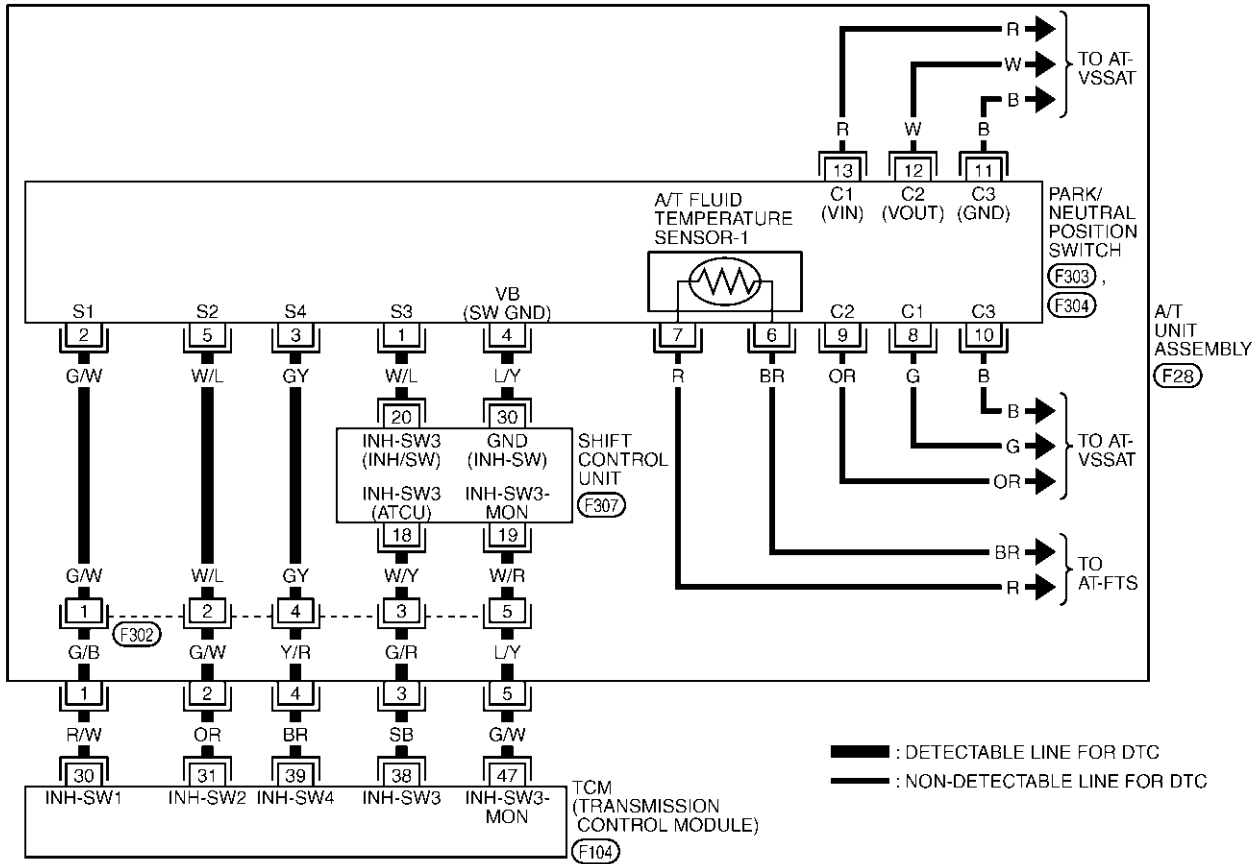 R
W
B
TO AT-
VSSAT
R W B
13 12 11
C1 C2 C3
(VIN) (VOUT) (GND)
A/T FLUID
TEMPERATURE
SENSOR-1
PARK/
NEUTRAL
POSITION
SWITCH
F303 ,
F304
A/T
UNIT
ASSEMBLY
F28
VB
S1 S2 S4 S3 (SW GND) C2 C1 C3
2 5 3 1 4 7 6 9 8 10
G/W W/L GY W/L L/Y R BR OR G B
20 30
INH-SW3 GND
(INH/SW) (INH-SW)
INH-SW3 INH-SW3-
(ATCU) MON
18 19
SHIFT
CONTROL
UNIT
F307
B
G
OR
TO AT-
VSSAT
BR
R
TO
AT-FTS
G/W W/L GY W/Y W/R
1 2 4 3 5
F302
G/B G/W Y/R G/R L/Y
1 2 4 3 5
R/W OR BR SB G/W
30 31 39 38 47
INH-SW1 INH-SW2 INH-SW4 INH-SW3 INH-SW3-
MON
TCM
(TRANSMISSION
CONTROL MODULE)
F104
: DETECTABLE LINE FOR DTC
: NON-DETECTABLE LINE FOR DTC